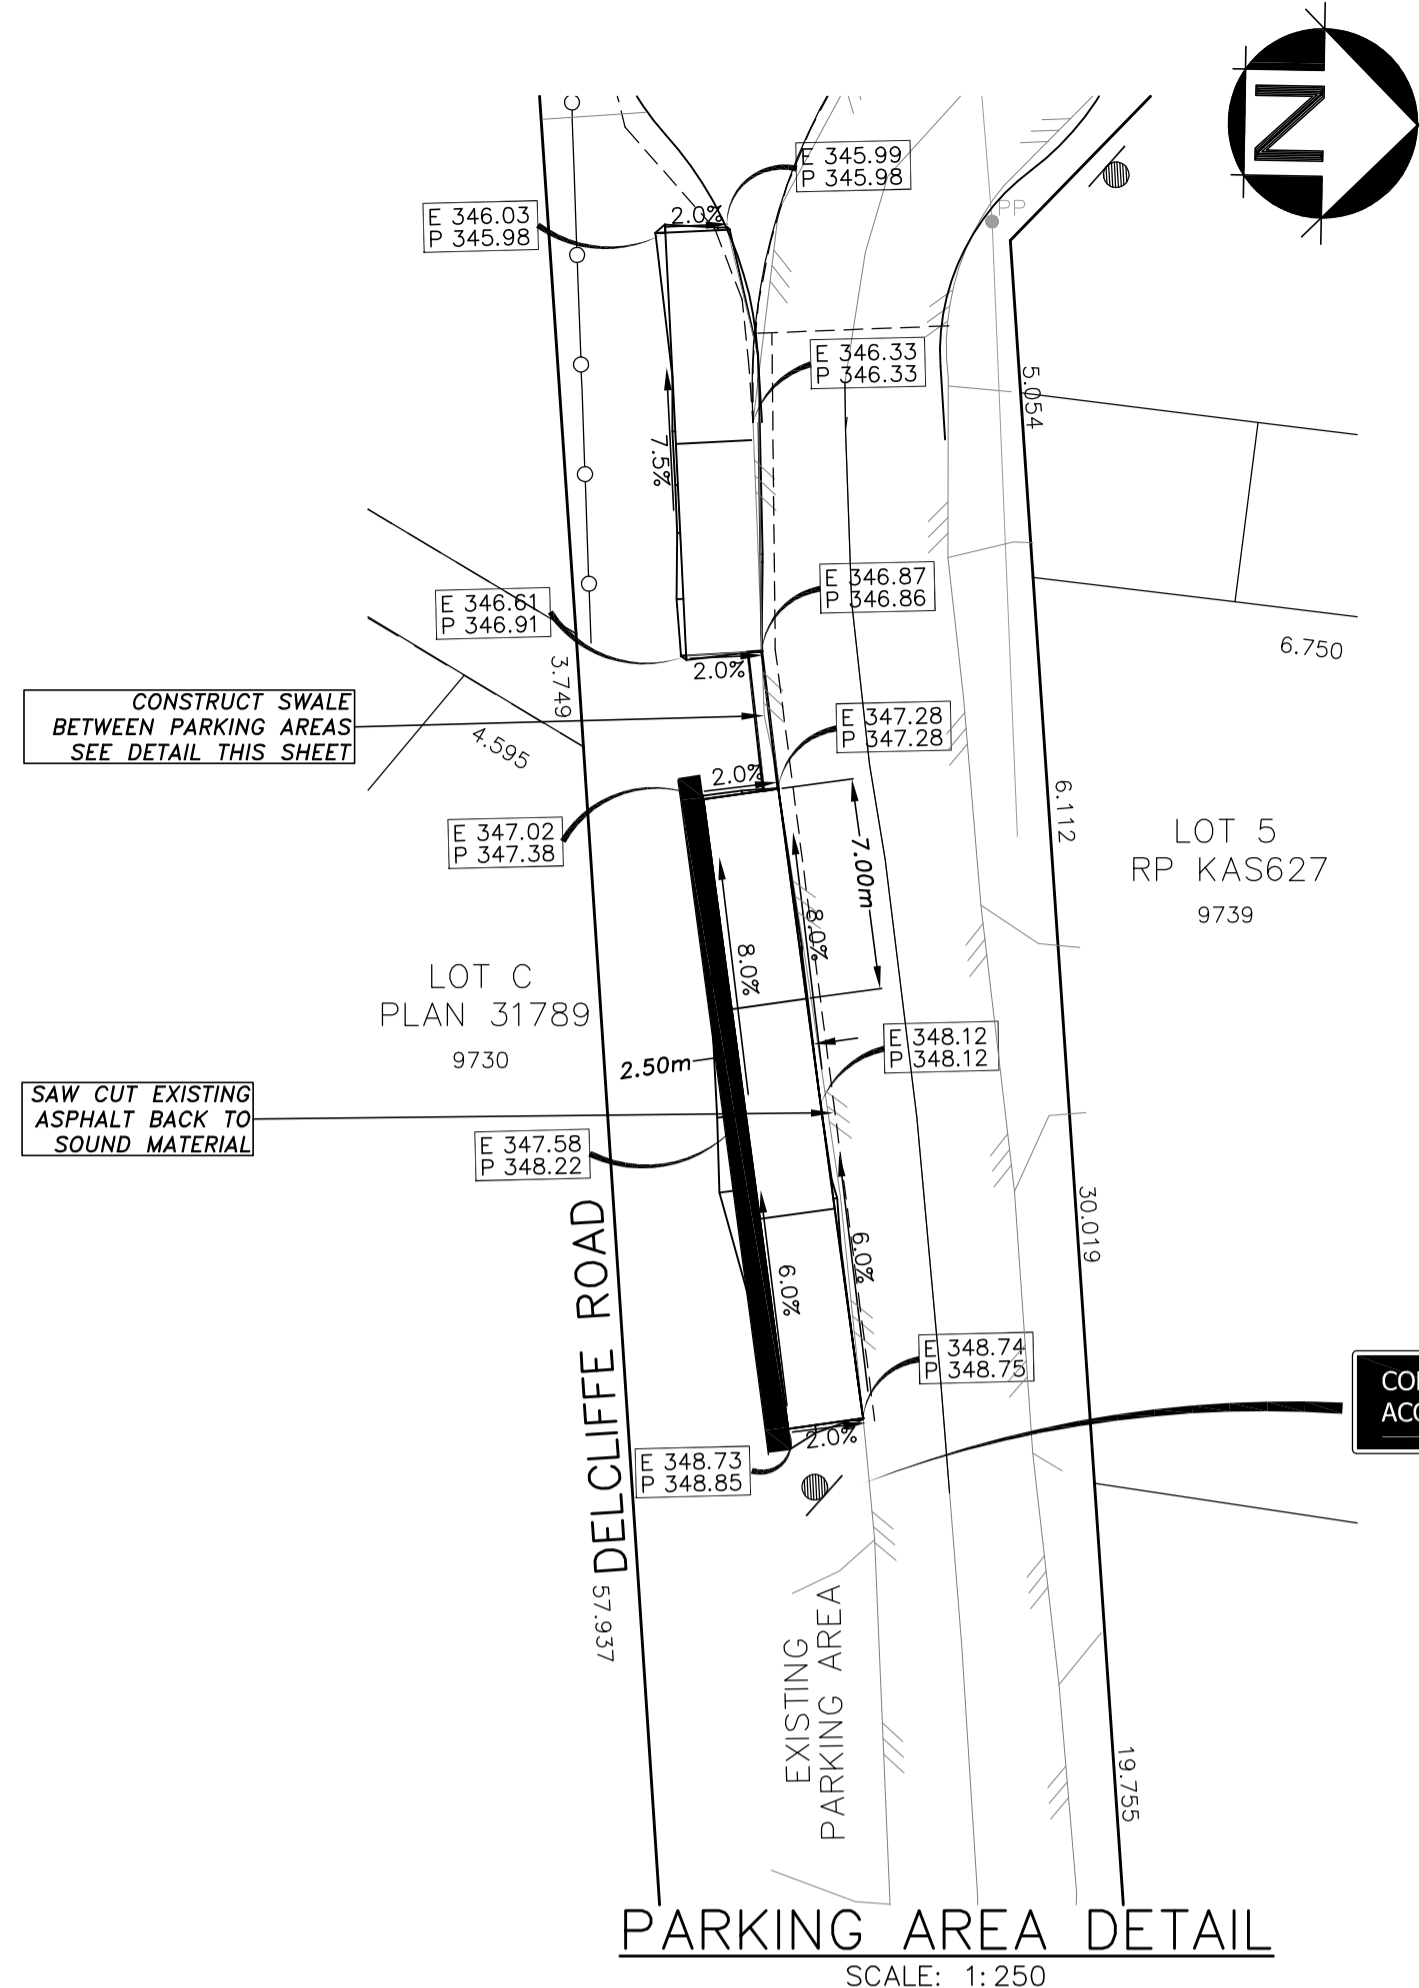 N
E 345.99
P 345.98
E 346.03
P 345.98
2.0%
PP
E 346.33
P 346.33
5.054
7.5%
E 346.87
P 346.86
E 346.61
P 346.91
6.750
2.0%
3.749
CONSTRUCT SWALE
BETWEEN PARKING AREAS
SEE DETAIL THIS SHEET
4.595
E 347.28
P 347.28
2.0%
6.112
E 347.02
P 347.38
7.00m
LOT 5
RP KAS627
9739
8.0%
8.0%
LOT C
PLAN 31789
9730
2.50m
E 348.12
P 348.12
SAW CUT EXISTING
ASPHALT BACK TO
SOUND MATERIAL
E 347.58
P 348.22
30.019
6.0%
6.0%
DELCLIFFE ROAD
E 348.74
P 348.75
2.0%
E 348.73
P 348.85
57.937
EXISTING
PARKING AREA
19.755
PARKING AREA DETAIL
SCALE: 1:250